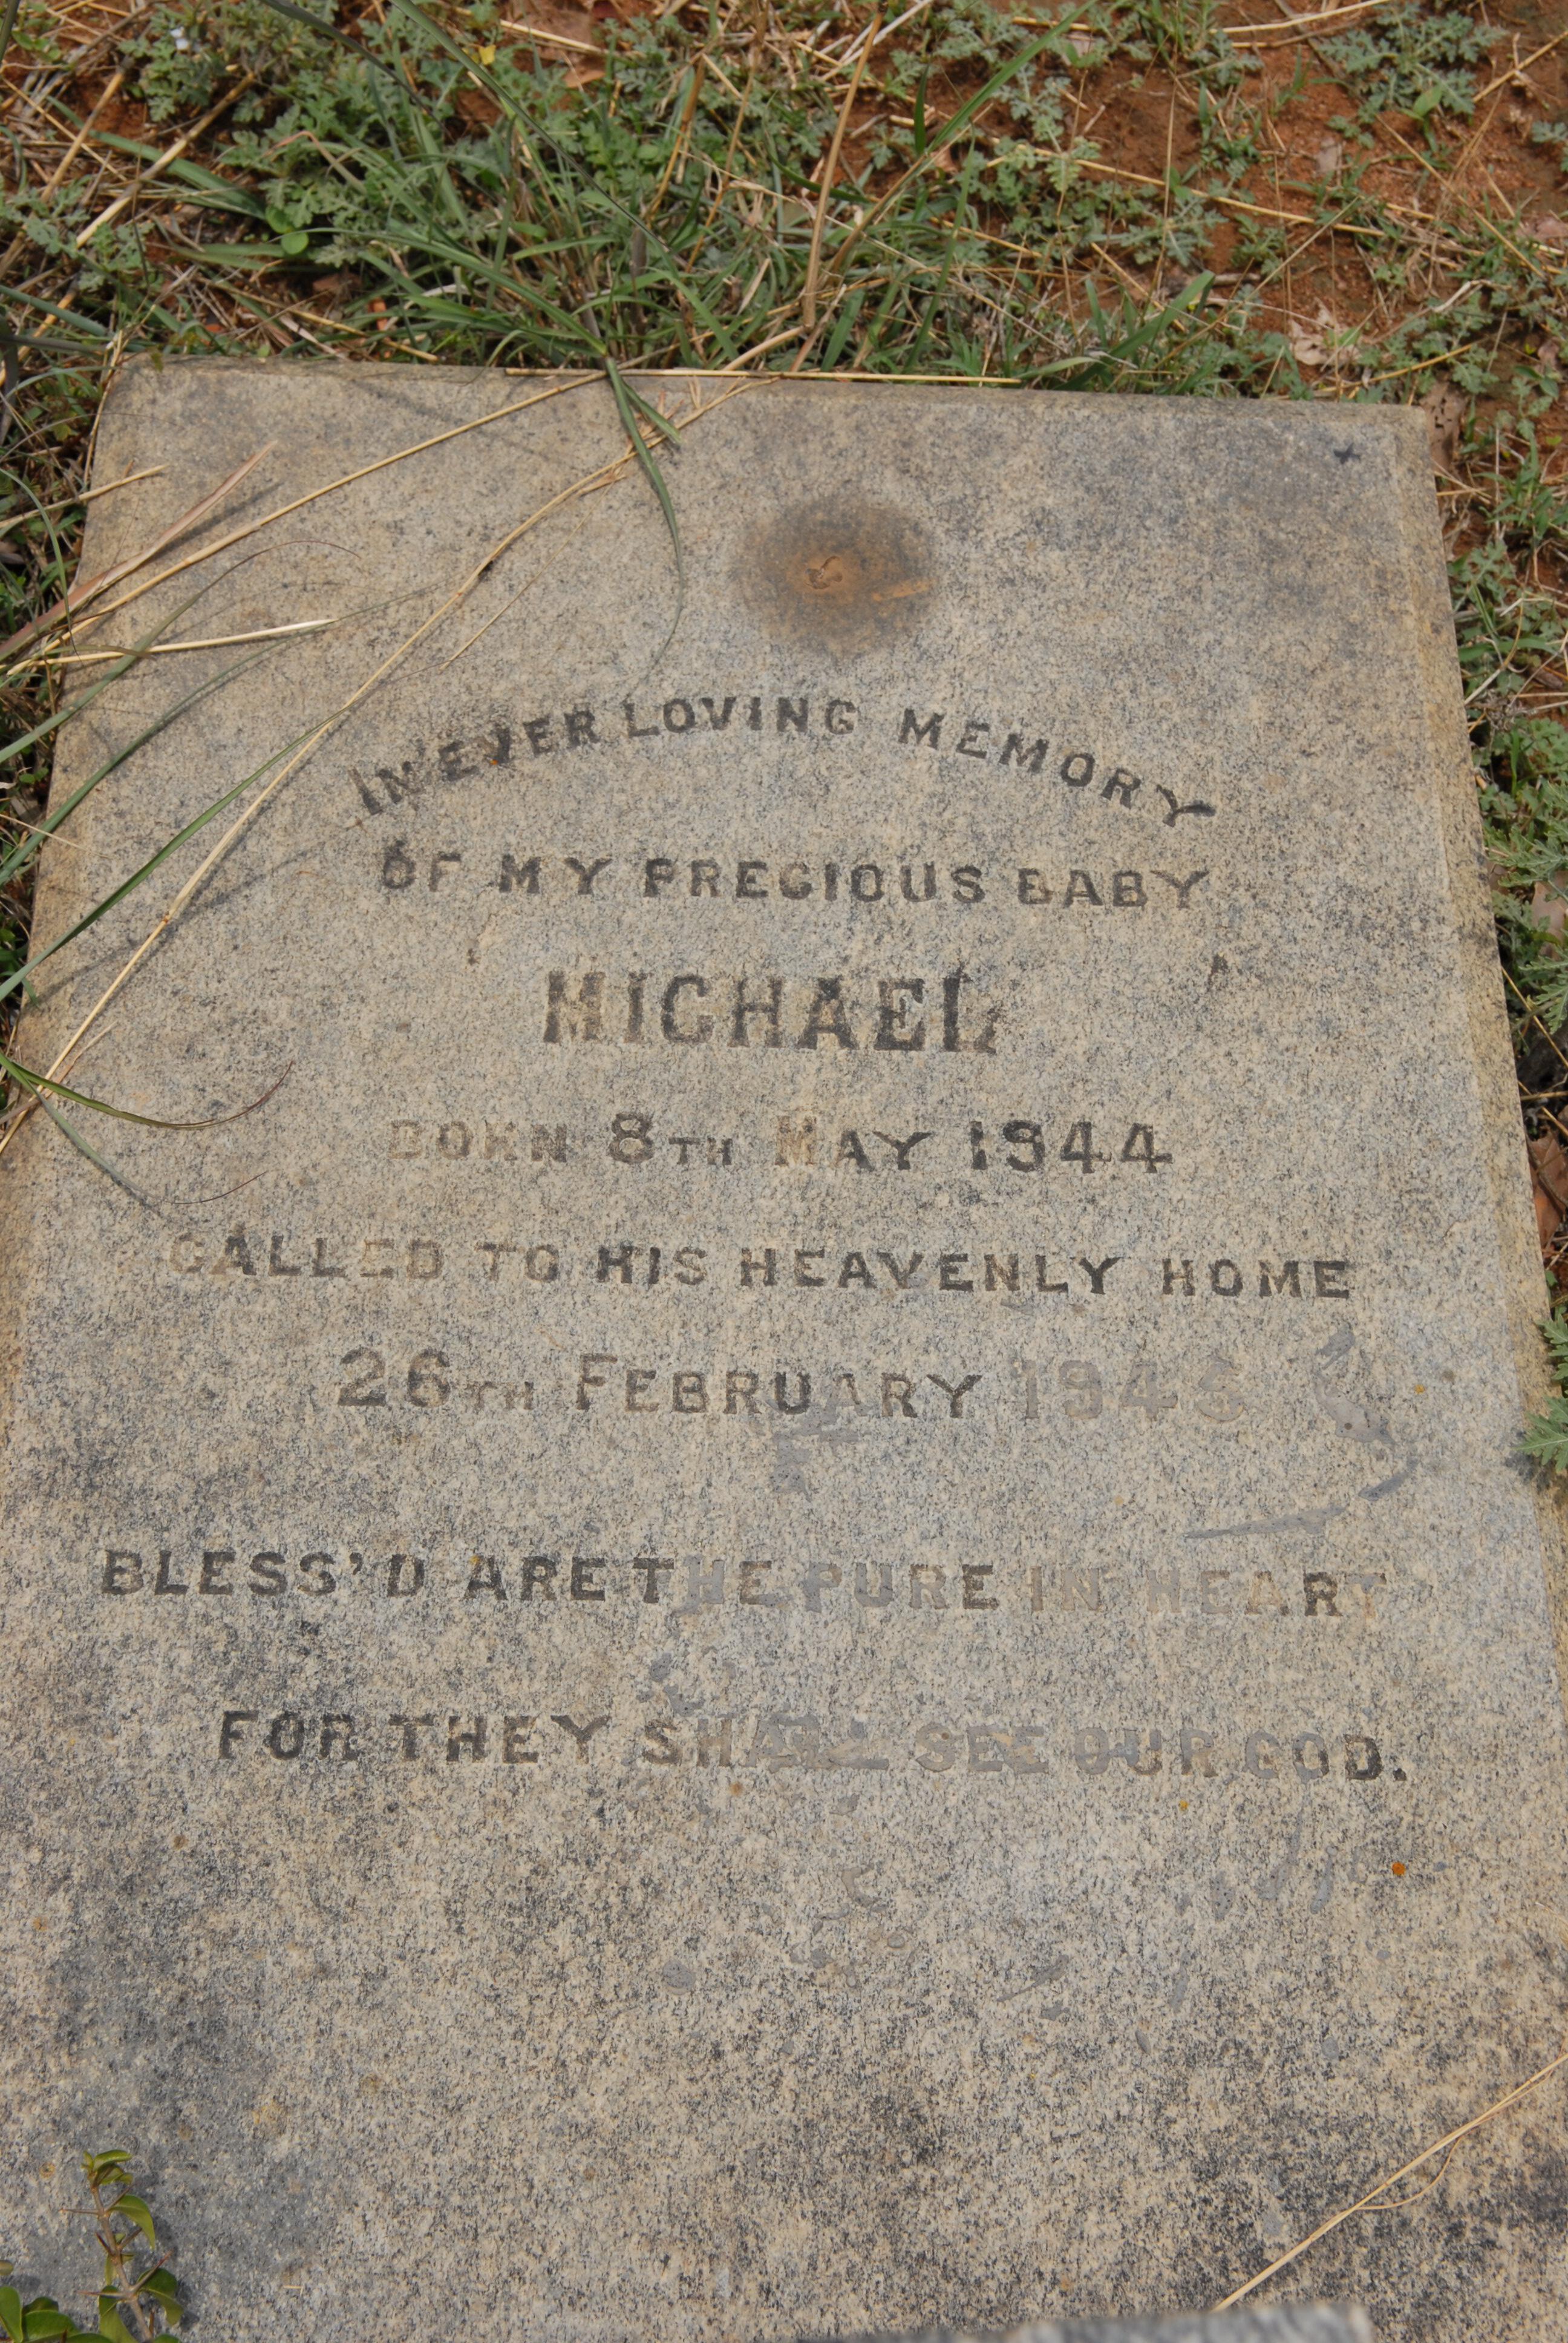 IN EVER LOVING MEMORY
OF MY PRECIOUS BABY
MICHAEL
BORN 8TH MAY 1944
CALLED TO HIS HEAVENLY HOME
26TH FEBRUARY
BLESS'D ARE THE PURE IN HEART
FOR THEY SHALL SEE OUR GOD.